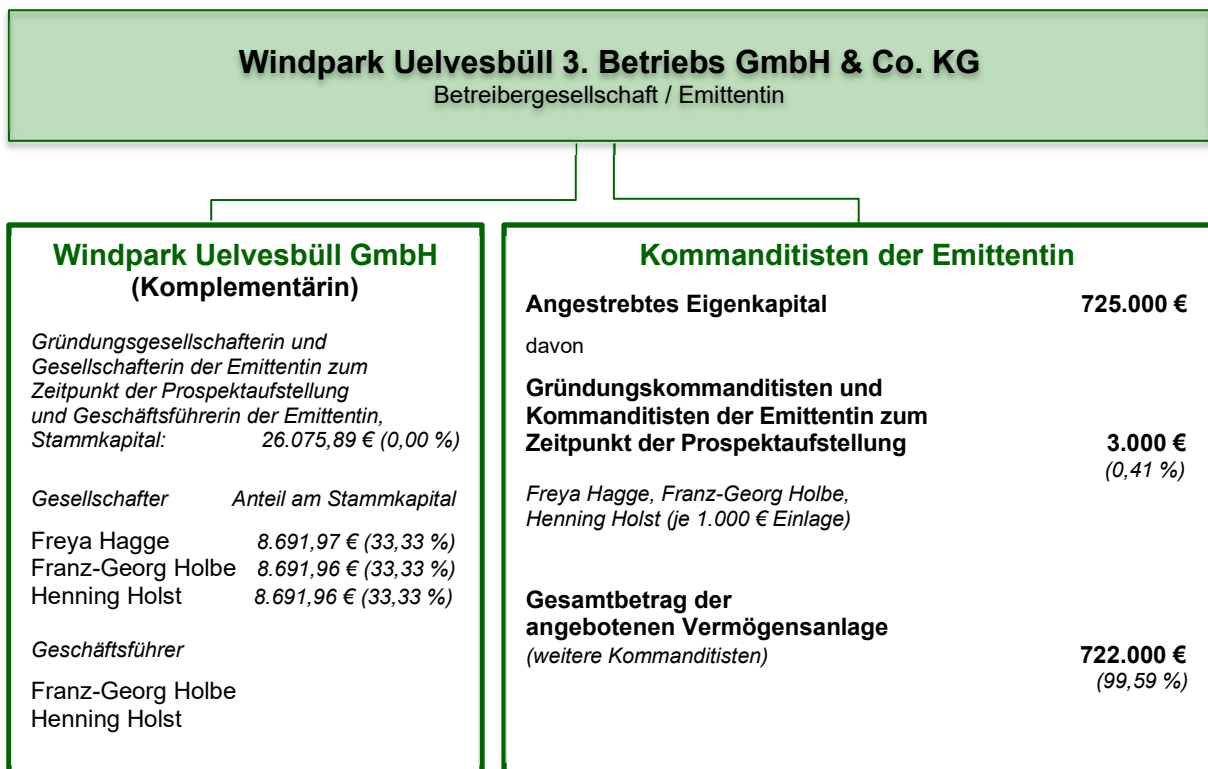 Windpark Uelvesbüll 3. Betriebs GmbH & Co. KG
Betreibergesellschaft / Emittentin
Windpark Uelvesbüll GmbH
(Komplementärin)
Gründungsgesellschafterin und
Gesellschafterin der Emittentin zum
Zeitpunkt der Prospektaufstellung
und Geschäftsführerin der Emittentin,
Stammkapital: 26.075,89 € (0,00 %)
Gesellschafter Anteil am Stammkapital
Freya Hagge 8.691,97 € (33,33 %)
Franz-Georg Holbe 8.691,96 € (33,33 %)
Henning Holst 8.691,96 € (33,33 %)
Geschäftsführer
Franz-Georg Holbe
Henning Holst
Kommanditisten der Emittentin
Angestrebtes Eigenkapital 725.000 €
davon
Gründungskommanditisten und
Kommanditisten der Emittentin zum
Zeitpunkt der Prospektaufstellung 3.000 €
(0,41 %)
Freya Hagge, Franz-Georg Holbe,
Henning Holst (je 1.000 € Einlage)
Gesamtbetrag der
angebotenen Vermögensanlage
(weitere Kommanditisten) 722.000 €
(99,59 %)